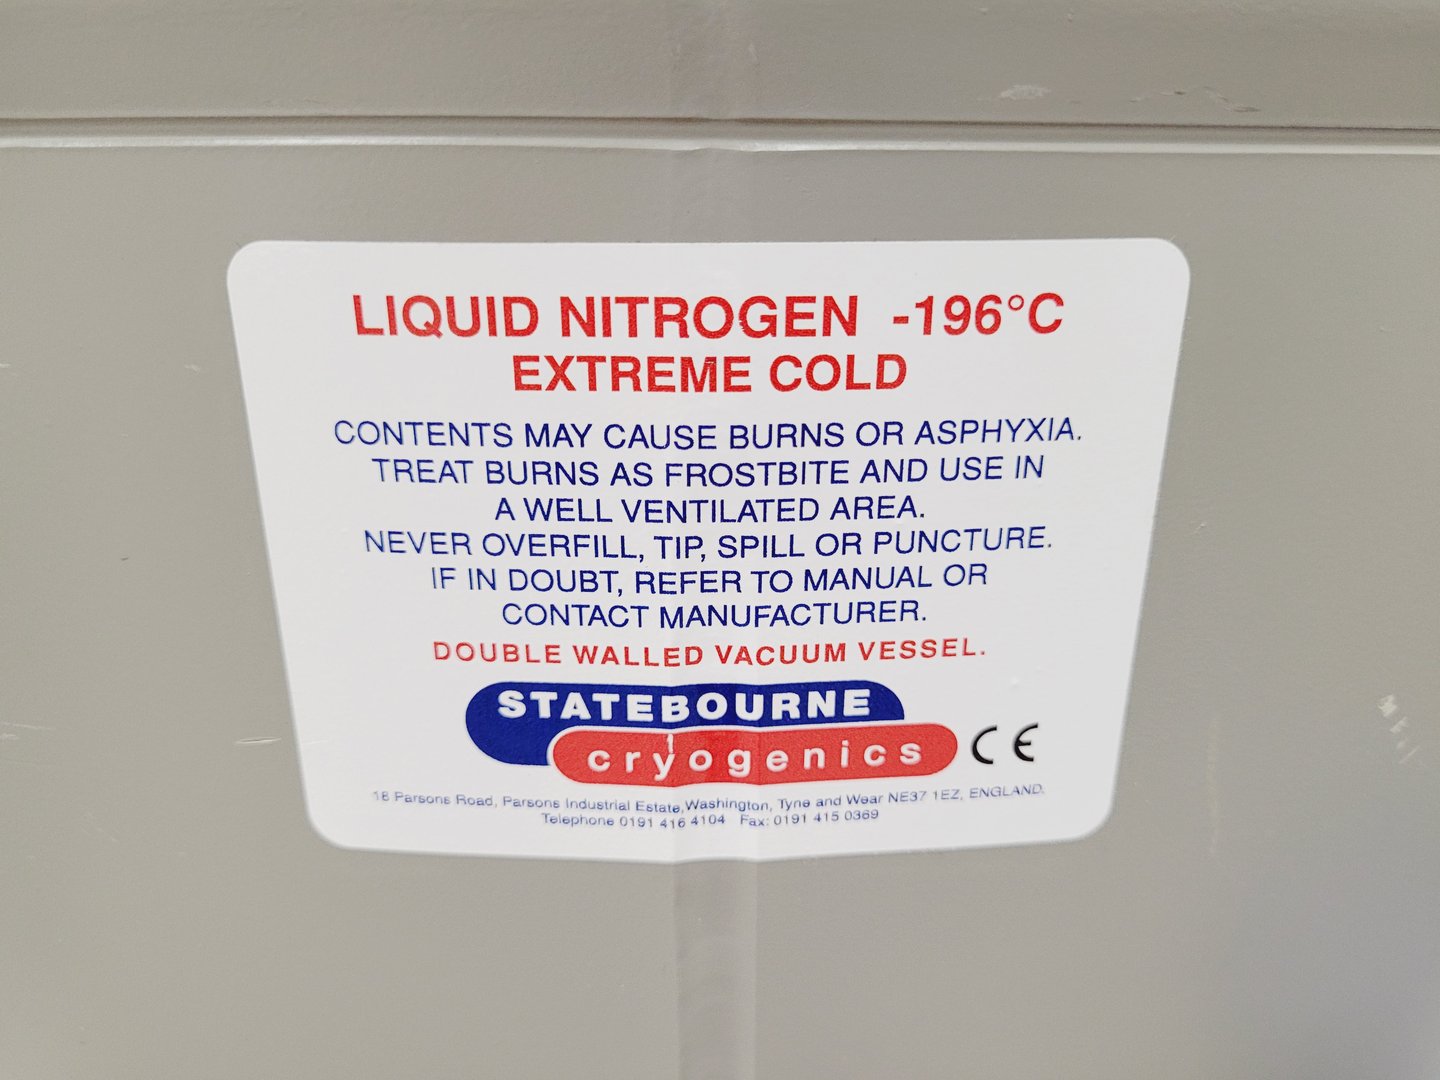 LIQUID NITROGEN -196°C
EXTREME COLD
CONTENTS MAY CAUSE BURNS OR ASPHYXIA.
TREAT BURNS AS FROSTBITE AND USE IN
A WELL VENTILATED AREA.
NEVER OVERFILL, TIP, SPILL OR PUNCTURE.
IF IN DOUBT, REFER TO MANUAL OR
CONTACT MANUFACTURER.
DOUBLE WALLED VACUUM VESSEL.
STATEBOURNE
cryogenics CE
18 Parsons Road, Parsons Industrial Estate,Washington, Tyne and Wear NE37 1EZ, ENGLAND.
Telephone 0191 416 4104 Fax: 0191 415 0369